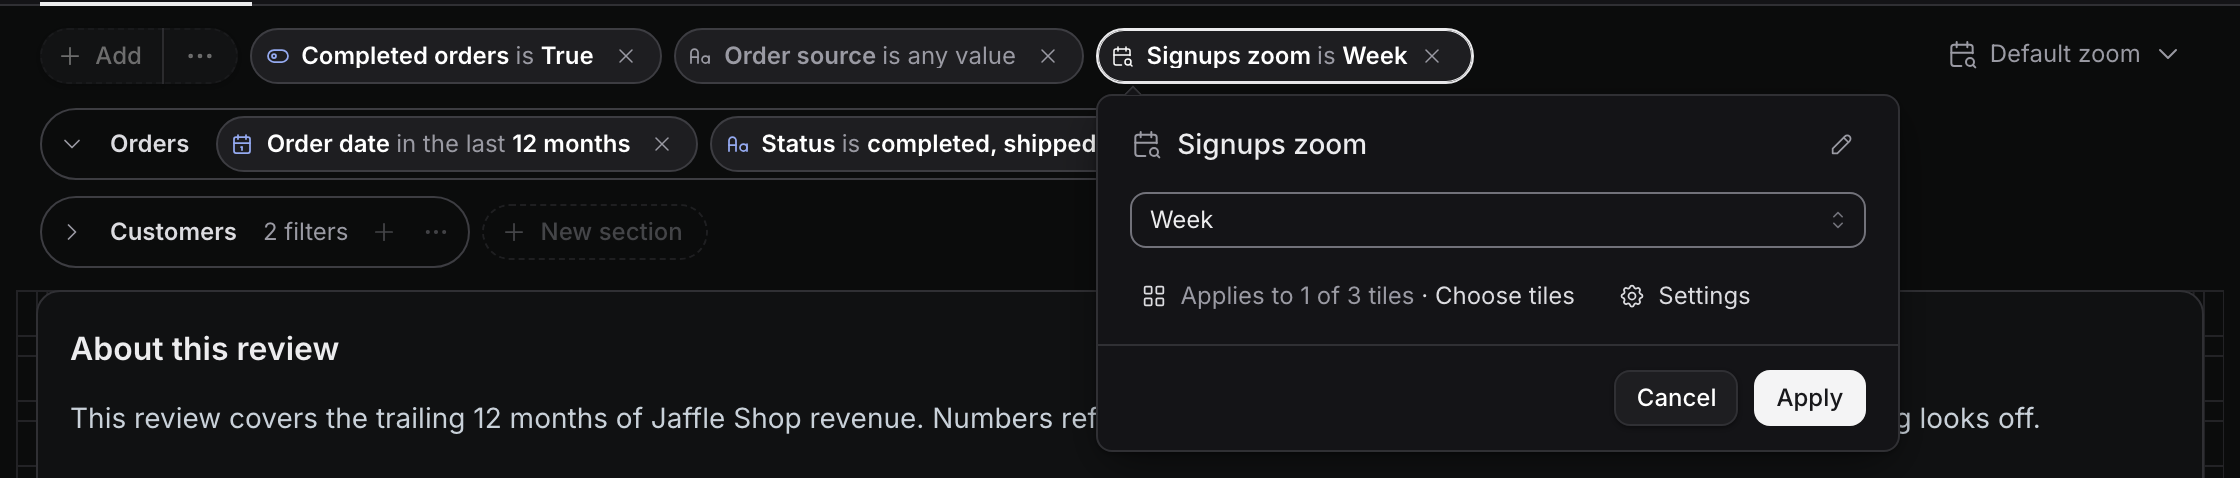 Add ···
Completed orders is True
Order source is any value
Signups zoom is Week
Default zoom
Orders
Order date in the last 12 months
Status is completed, shipped
Signups zoom
Week
Customers 2 filters
New section
Applies to 1 of 3 tiles · Choose tiles
Settings
About this review
Cancel
Apply
This review covers the trailing 12 months of Jaffle Shop revenue. Numbers
looks off.